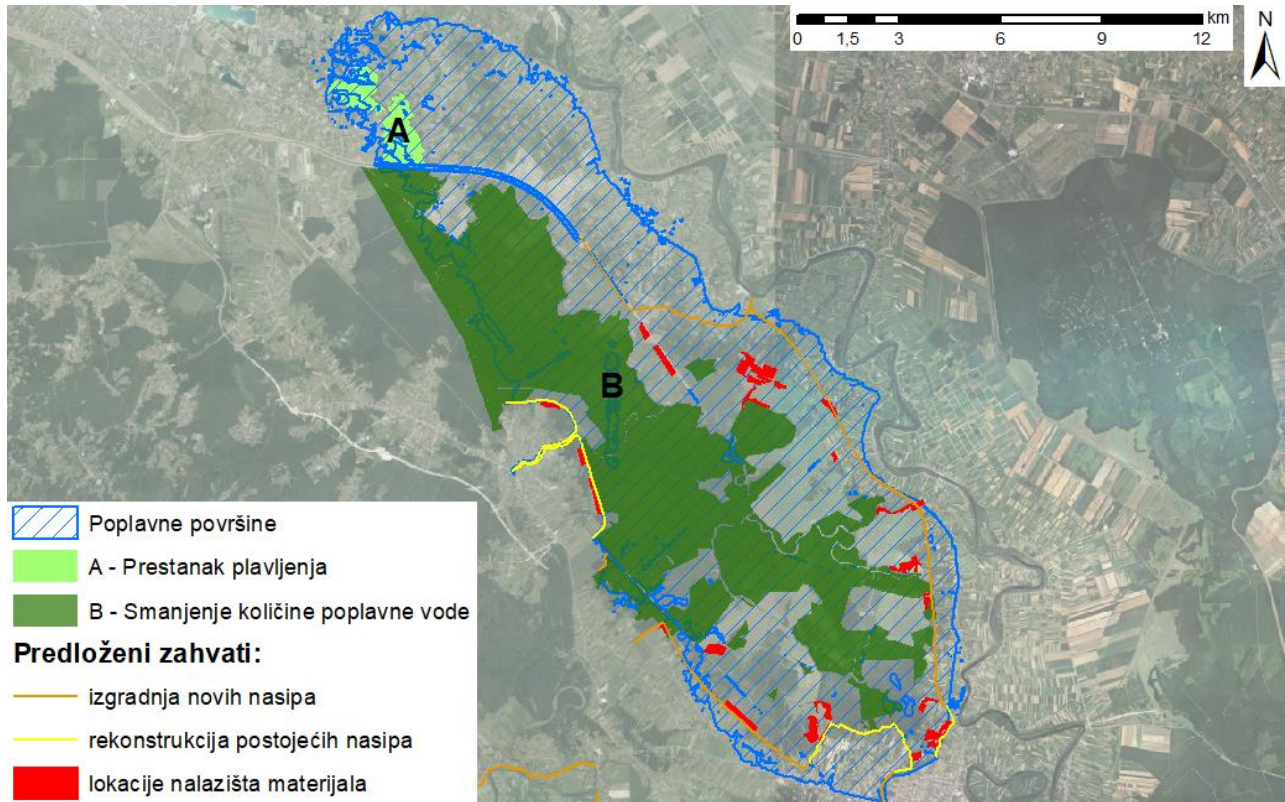 km
0 1,5 3 6 9 12
N
A
B
Poplavne površine
A - Prestanak plavljenja
B - Smanjenje količine poplavne vode
Predloženi zahvati:
izgradnja novih nasipa
rekonstrukcija postojećih nasipa
lokacije nalazišta materijala